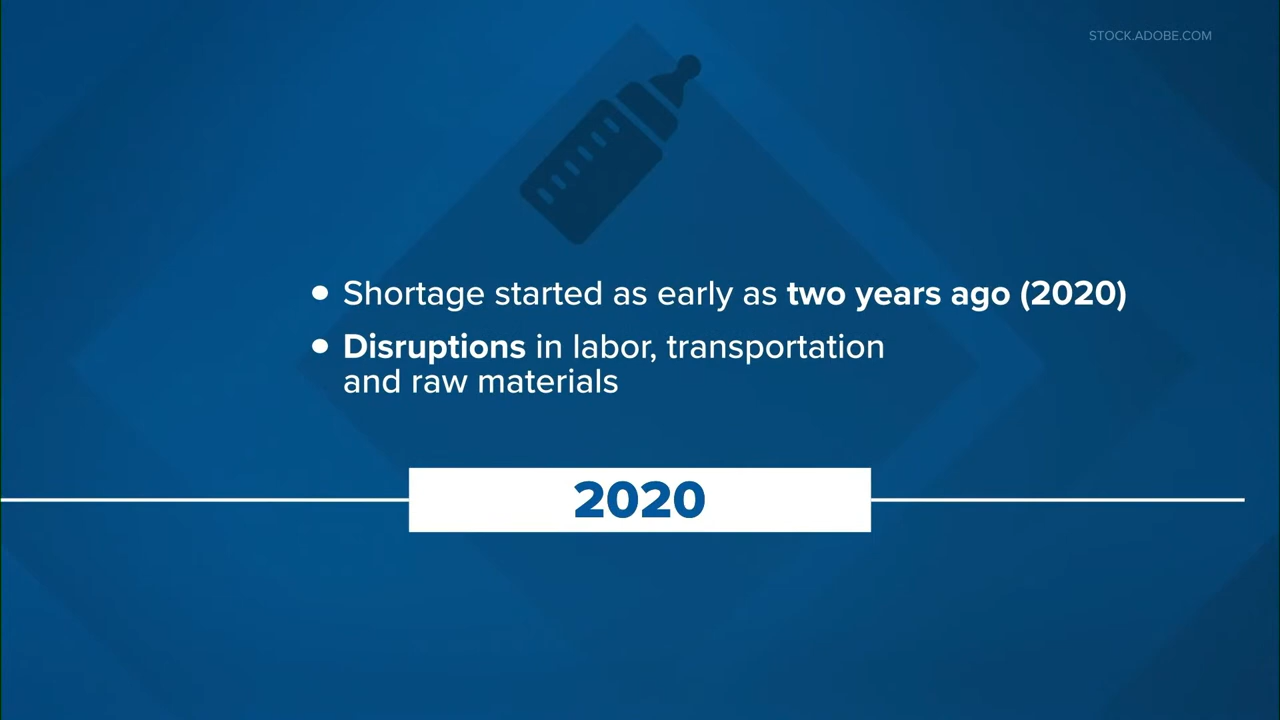 STOCK.ADOBE.COM
• Shortage started as early as two years ago (2020)
• Disruptions in labor, transportation
and raw materials
2020